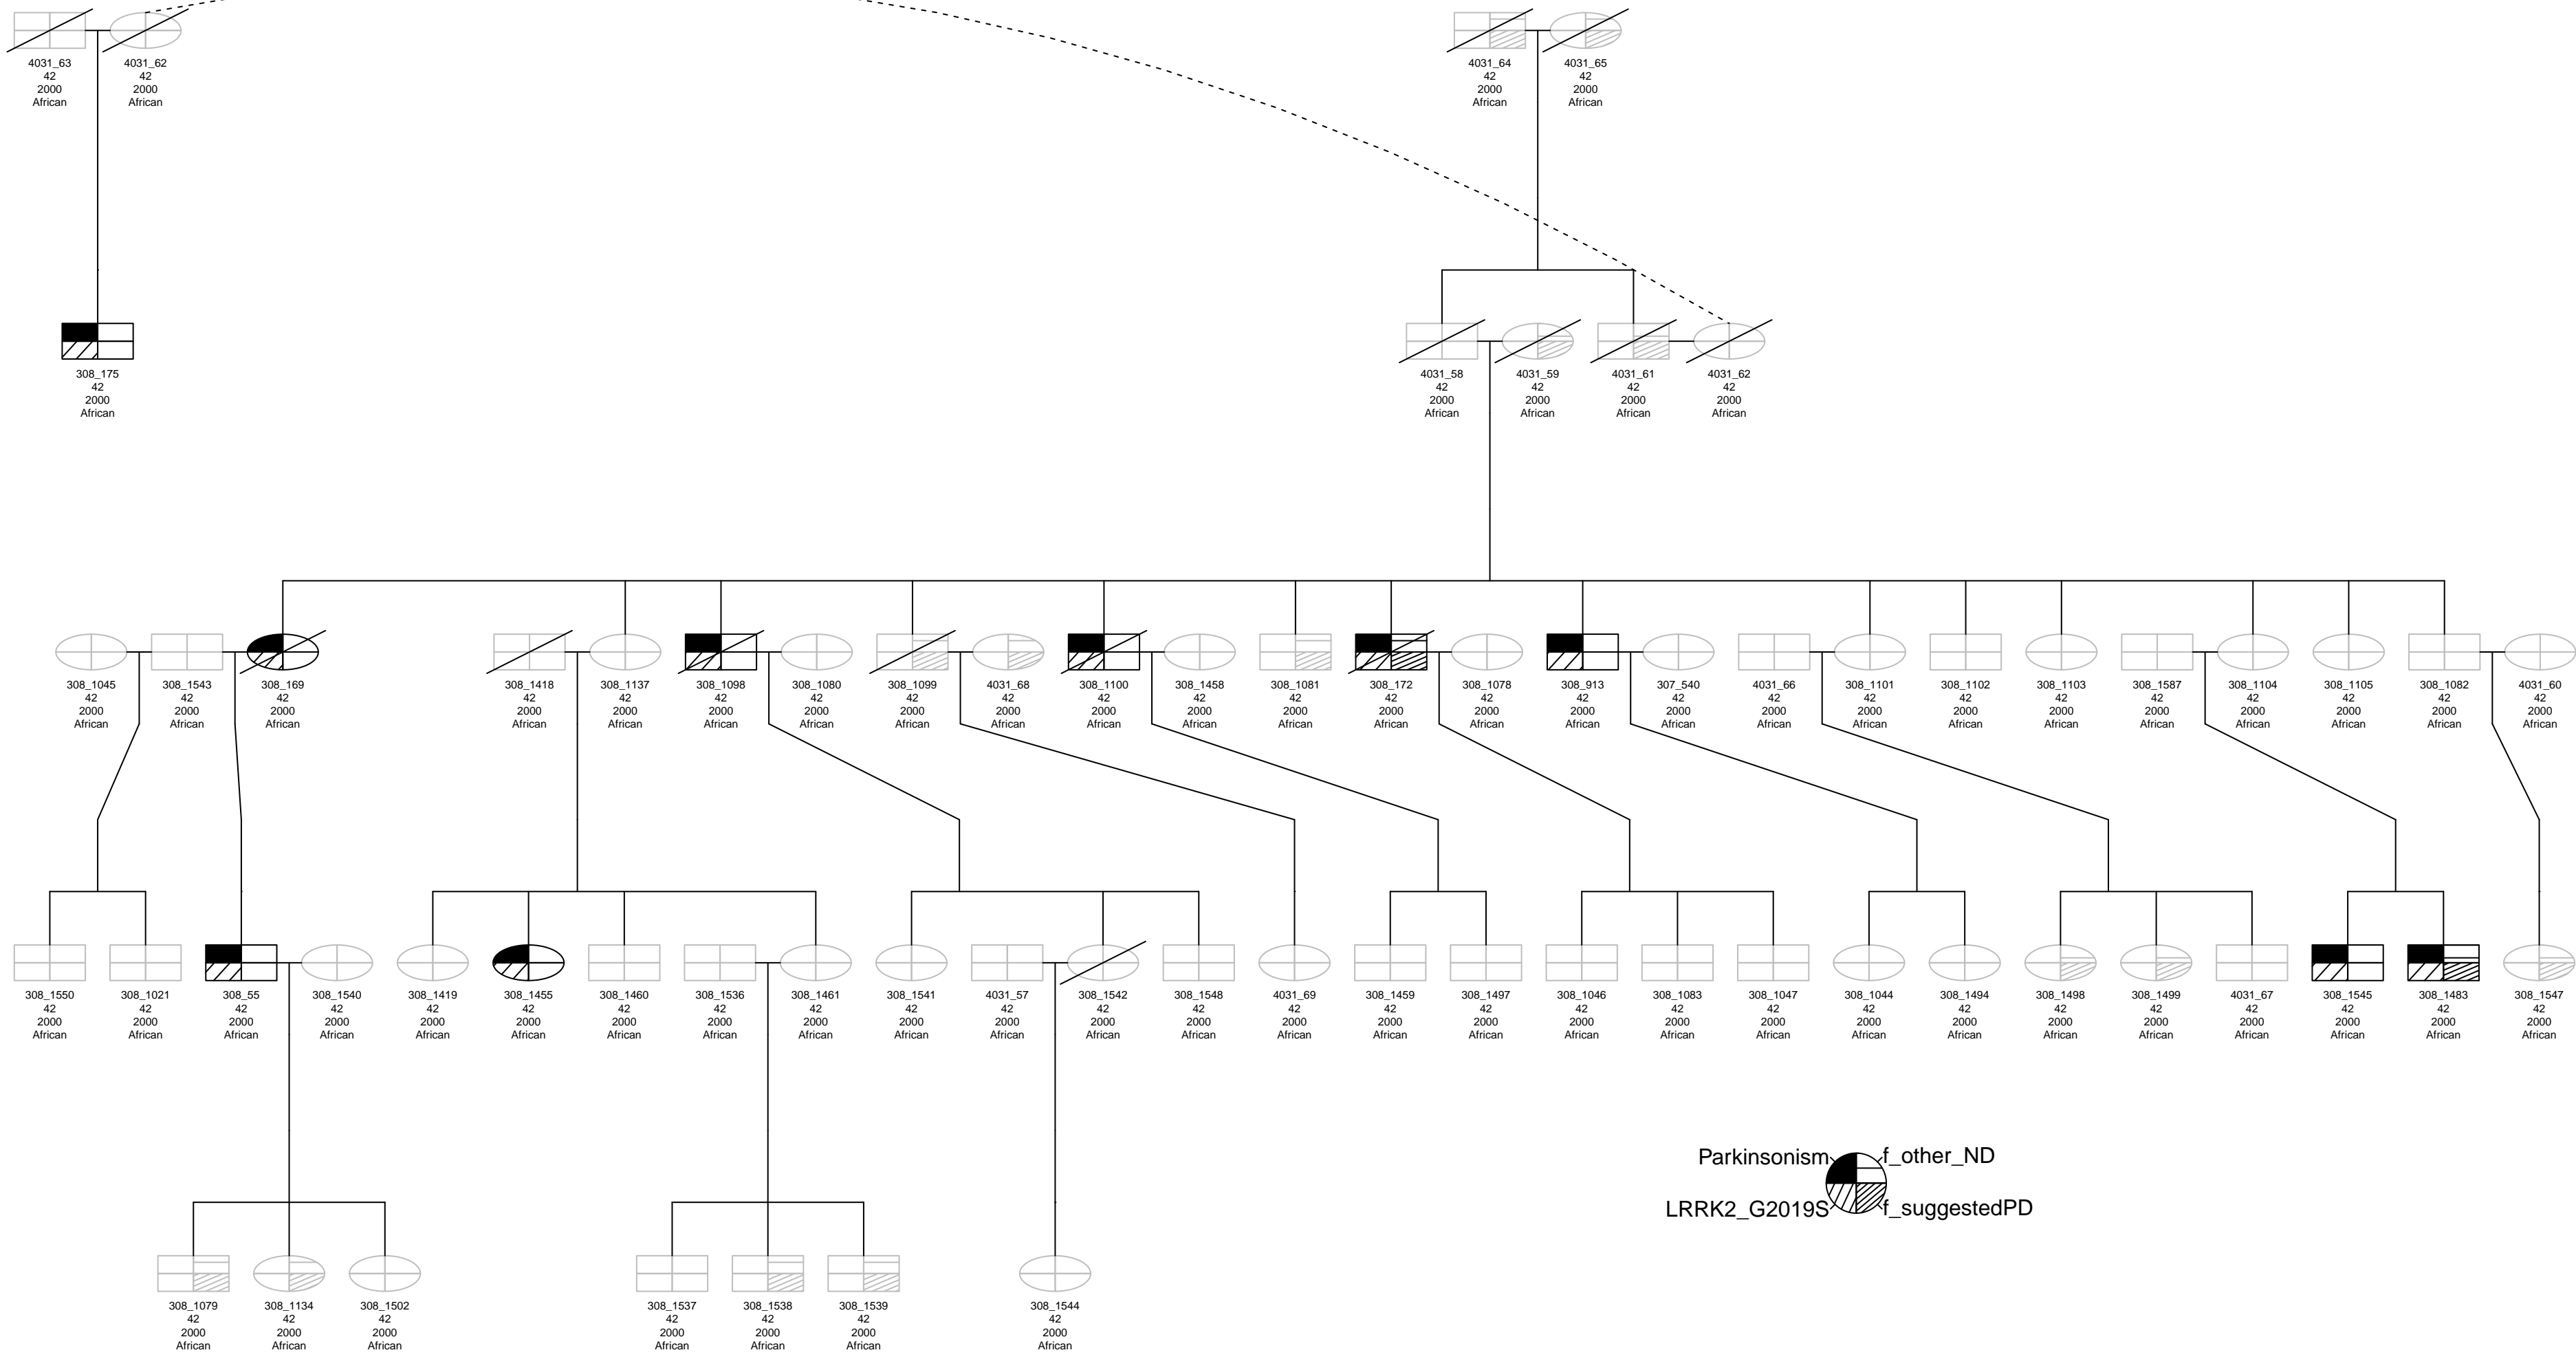 4031_63
42
2000
African
4031_62
42
2000
African
4031_64
42
2000
African
4031_65
42
2000
African
308_175
42
2000
African
4031_58
42
2000
African
4031_59
42
2000
African
4031_61
42
2000
African
4031_62
42
2000
African
308_1045
42
2000
African
308_1543
42
2000
African
308_169
42
2000
African
308_1418
42
2000
African
308_1137
42
2000
African
308_1098
42
2000
African
308_1080
42
2000
African
308_1099
42
2000
African
4031_68
42
2000
African
308_1100
42
2000
African
308_1458
42
2000
African
308_1081
42
2000
African
308_172
42
2000
African
308_1078
42
2000
African
308_913
42
2000
African
307_540
42
2000
African
4031_66
42
2000
African
308_1101
42
2000
African
308_1102
42
2000
African
308_1103
42
2000
African
308_1587
42
2000
African
308_1104
42
2000
African
308_1105
42
2000
African
308_1082
42
2000
African
4031_60
42
2000
African
308_1550
42
2000
African
308_1021
42
2000
African
308_55
42
2000
African
308_1540
42
2000
African
308_1419
42
2000
African
308_1455
42
2000
African
308_1460
42
2000
African
308_1536
42
2000
African
308_1461
42
2000
African
308_1541
42
2000
African
4031_57
42
2000
African
308_1542
42
2000
African
308_1548
42
2000
African
4031_69
42
2000
African
308_1459
42
2000
African
308_1497
42
2000
African
308_1046
42
2000
African
308_1083
42
2000
African
308_1047
42
2000
African
308_1044
42
2000
African
308_1494
42
2000
African
308_1498
42
2000
African
308_1499
42
2000
African
4031_67
42
2000
African
308_1545
42
2000
African
308_1483
42
2000
African
308_1547
42
2000
African
Parkinsonism
f_other_ND
LRRK2_G2019S
f_suggestedPD
308_1079
42
2000
African
308_1134
42
2000
African
308_1502
42
2000
African
308_1537
42
2000
African
308_1538
42
2000
African
308_1539
42
2000
African
308_1544
42
2000
African